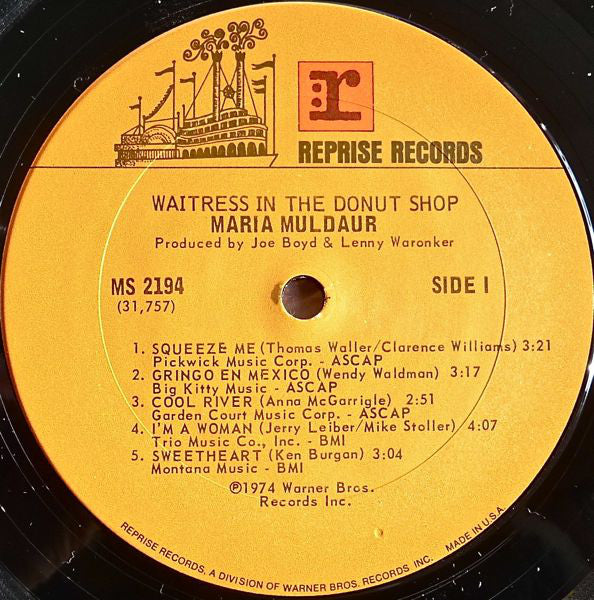 r:
REPRISE RECORDS
WAITRESS IN THE DONUT SHOP
MARIA MULDAUR
Produced by Joe Boyd & Lenny Waronker
MS 2194
(31,757)
SIDE 1
1. SQUEEZE ME (Thomas Waller/Clarence Williams) 3:21
Pickwick Music Corp. - ASCAP
2. GRINGO EN MEXICO (Wendy Waldman) 3:17
Big Kitty Music - ASCAP
3. COOL RIVER (Anna McGarrigle) 2:51
Garden Court Music Corp. - ASCAP
4. I'M A WOMAN (Jerry Leiber/Mike Stoller) 4:07
Trio Music Co., Inc. - BMI
5. SWEETHEART (Ken Burgan) 3:04
Montana Music - BMI
℗1974 Warner Bros.
Records Inc.
REPRISE RECORDS, A DIVISION OF WARNER BROS. RECORDS INC. MADE IN U.S.A.